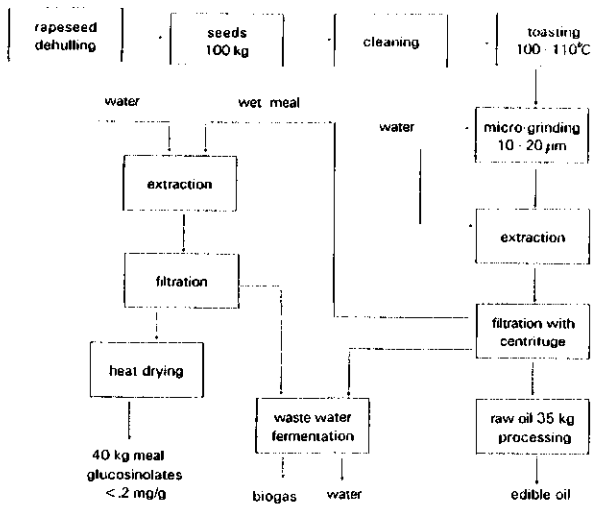 rapeseed
dehulling
seeds
100 kg
cleaning
toasting
100 - 110°C
water
wet meal
water
micro-grinding
10 - 20 µm
extraction
extraction
filtration
filtration with
centrifuge
heat drying
waste water
fermentation
raw oil 35 kg
processing
40 kg meal
glucosinolates
<.2 mg/g
biogas
water
edible oil